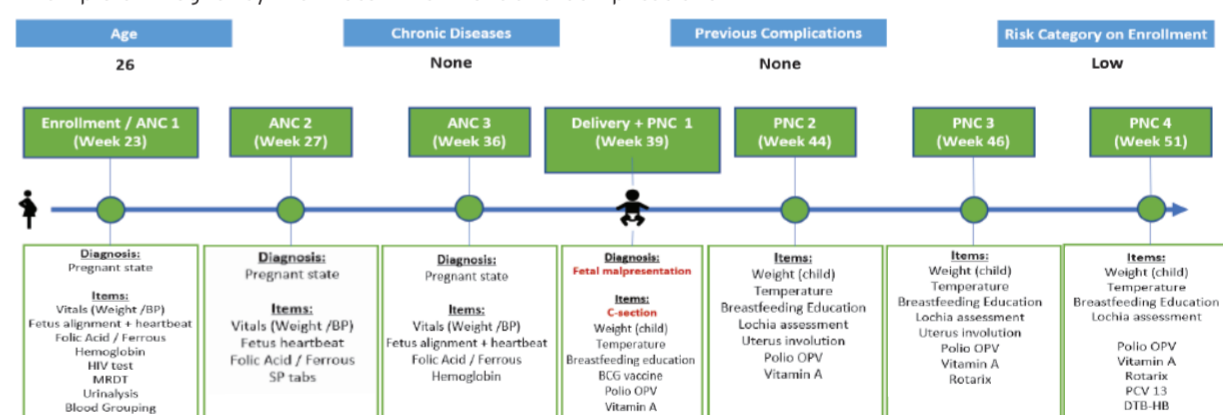 Age
26
Chronic Diseases
None
Previous Complications
None
Risk Category on Enrollment
Low
Enrollment / ANC 1
(Week 23)
ANC 2
(Week 27)
ANC 3
(Week 36)
Delivery + PNC 1
(Week 39)
PNC 2
(Week 44)
PNC 3
(Week 46)
PNC 4
(Week 51)
Diagnosis:
Pregnant state
Items:
Vitals (Weight /BP)
Fetus alignment + heartbeat
Folic Acid / Ferrous
Hemoglobin
HIV test
MRDT
Urinalysis
Blood Grouping
Diagnosis:
Pregnant state
Items:
Vitals (Weight /BP)
Fetus heartbeat
Folic Acid / Ferrous
SP tabs
Diagnosis:
Pregnant state
Items:
Vitals (Weight /BP)
Fetus alignment + heartbeat
Folic Acid / Ferrous
Hemoglobin
Diagnosis:
Fetal malpresentation
Items:
C-section
Weight (child)
Temperature
Breastfeeding education
BCG vaccine
Polio OPV
Vitamin A
Items:
Weight (child)
Temperature
Breastfeeding Education
Lochia assessment
Uterus involution
Polio OPV
Vitamin A
Items:
Weight (child)
Temperature
Breastfeeding Education
Lochia assessment
Uterus involution
Polio OPV
Vitamin A
Rotarix
Items:
Weight (child)
Temperature
Breastfeeding Education
Lochia assessment
Polio OPV
Vitamin A
Rotarix
PCV 13
DTB-HB